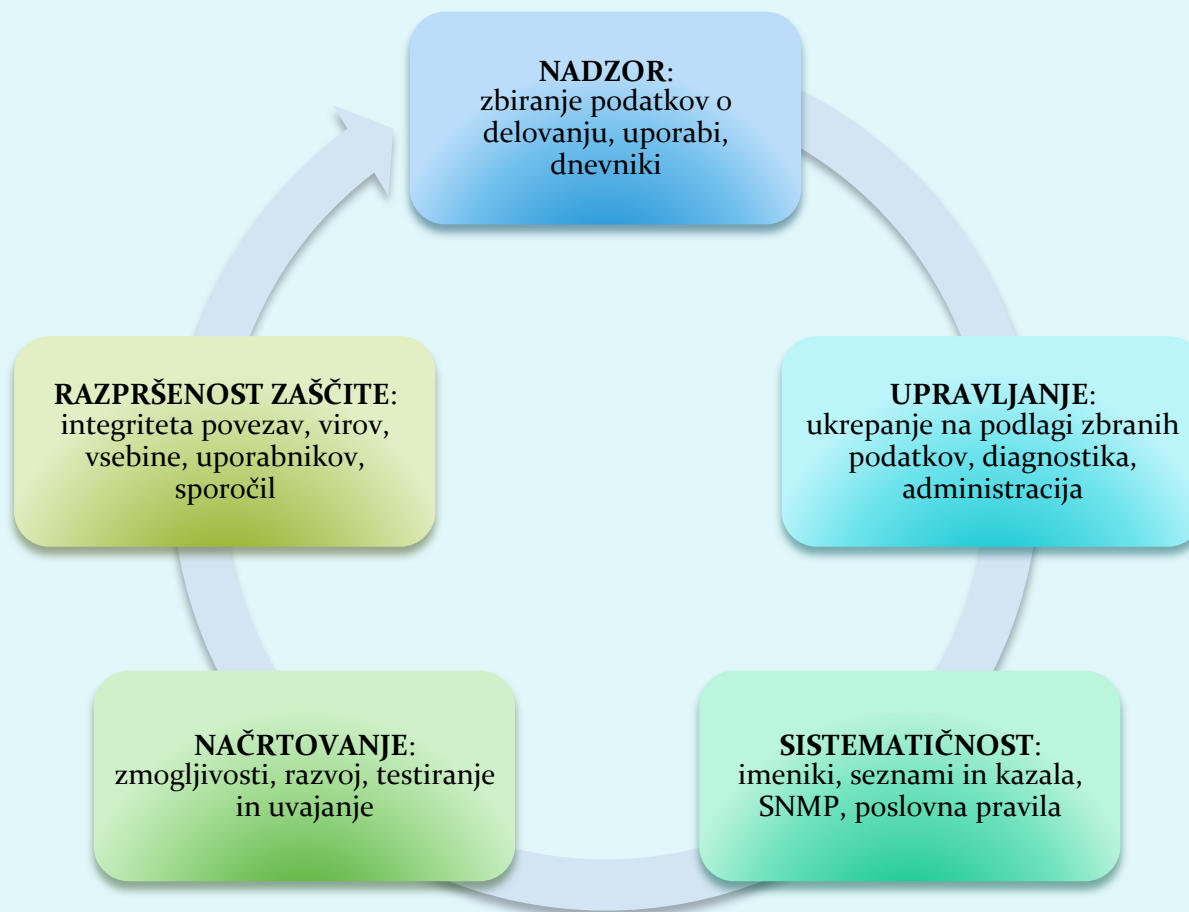 NADZOR:
zbiranje podatkov o
delovanju, uporabi,
dnevniki
UPRAVLJANJE:
ukrepanje na podlagi zbranih
podatkov, diagnostika,
administracija
SISTEMATIČNOST:
imeniki, seznami in kazala,
SNMP, poslovna pravila
NAČRTOVANJE:
zmogljivosti, razvoj, testiranje
in uvajanje
RAZPRŠENOST ZAŠČITE:
integriteta povezav, virov,
vsebine, uporabnikov,
sporočil